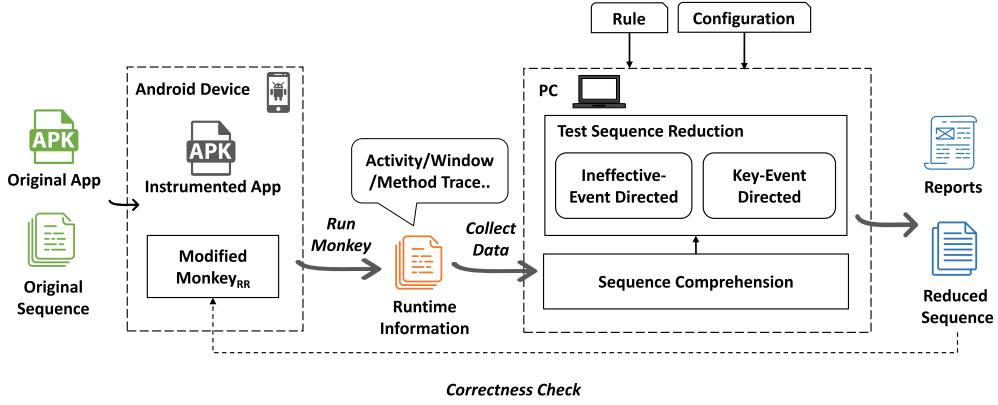 Rule
Configuration
Android Device
PC
APK
Original App
APK
Instrumented App
Activity/Window
/Method Trace..
Test Sequence Reduction
Ineffective-
Event Directed
Key-Event
Directed
Reports
Original
Sequence
Modified
Monkey_RR
Run
Monkey
Runtime
Information
Collect
Data
Sequence Comprehension
Reduced
Sequence
Correctness Check